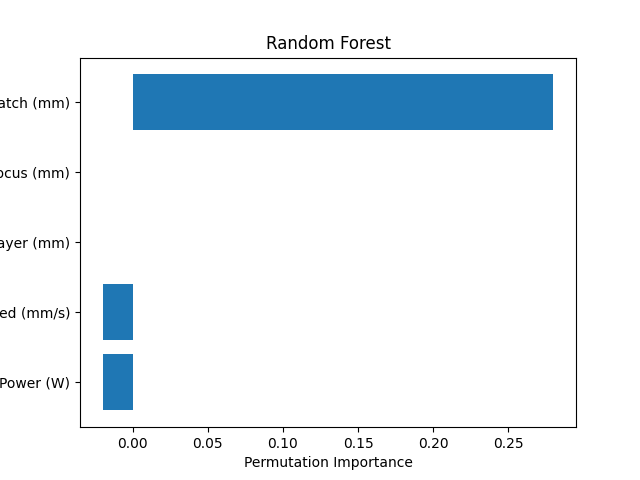 Random Forest
atch (mm)
ocus (mm)
ayer (mm)
ed (mm/s)
Power (W)
0.00 0.05 0.10 0.15 0.20 0.25
Permutation Importance